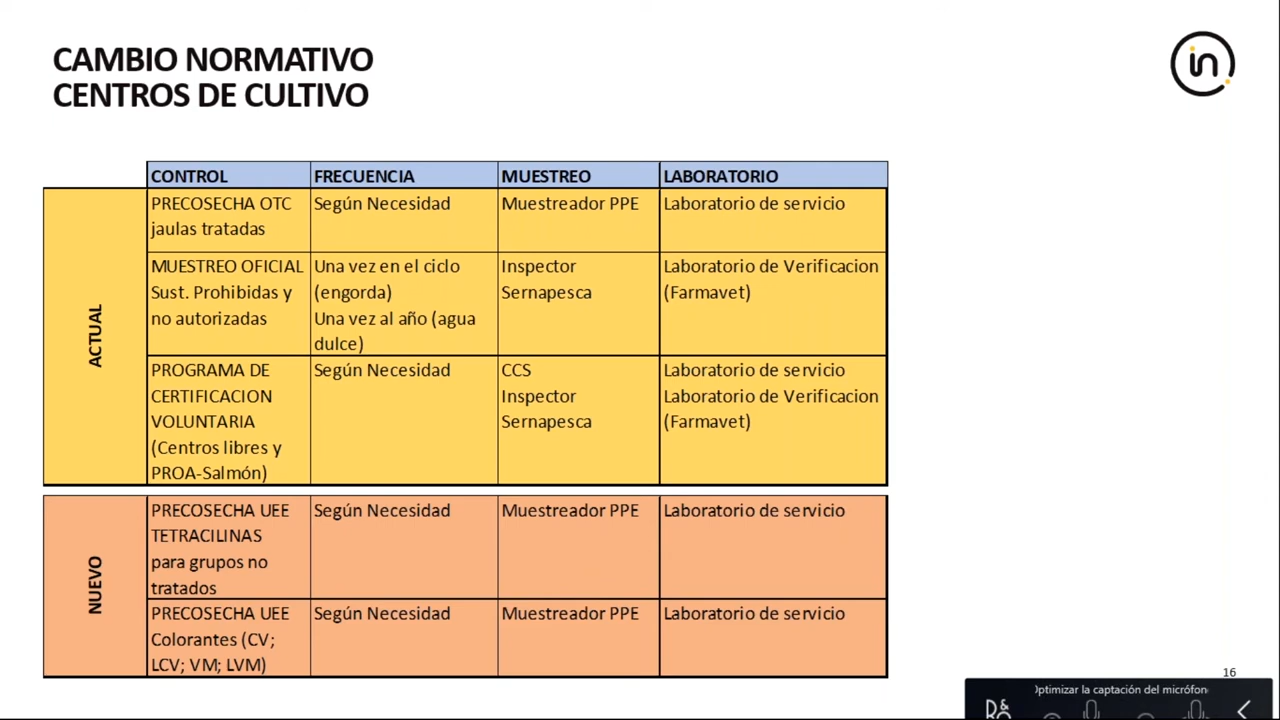 CAMBIO NORMATIVO
CENTROS DE CULTIVO
in
CONTROL FRECUENCIA MUESTREO LABORATORIO
ACTUAL
PRECOSECHA OTC
jaulas tratadas
Según Necesidad
Muestreador PPE
Laboratorio de servicio
MUESTREO OFICIAL
Sust. Prohibidas y
no autorizadas
Una vez en el ciclo
(engorda)
Una vez al año (agua
dulce)
Inspector
Sernapesca
Laboratorio de Verificacion
(Farmavet)
PROGRAMA DE
CERTIFICACION
VOLUNTARIA
(Centros libres y
PROA-Salmón)
Según Necesidad
CCS
Inspector
Sernapesca
Laboratorio de servicio
Laboratorio de Verificacion
(Farmavet)
NUEVO
PRECOSECHA UEE
TETRACILINAS
para grupos no
tratados
Según Necesidad
Muestreador PPE
Laboratorio de servicio
PRECOSECHA UEE
Colorantes (CV;
LCV; VM; LVM)
Según Necesidad
Muestreador PPE
Laboratorio de servicio
16
Optimizar la captación del micrófon